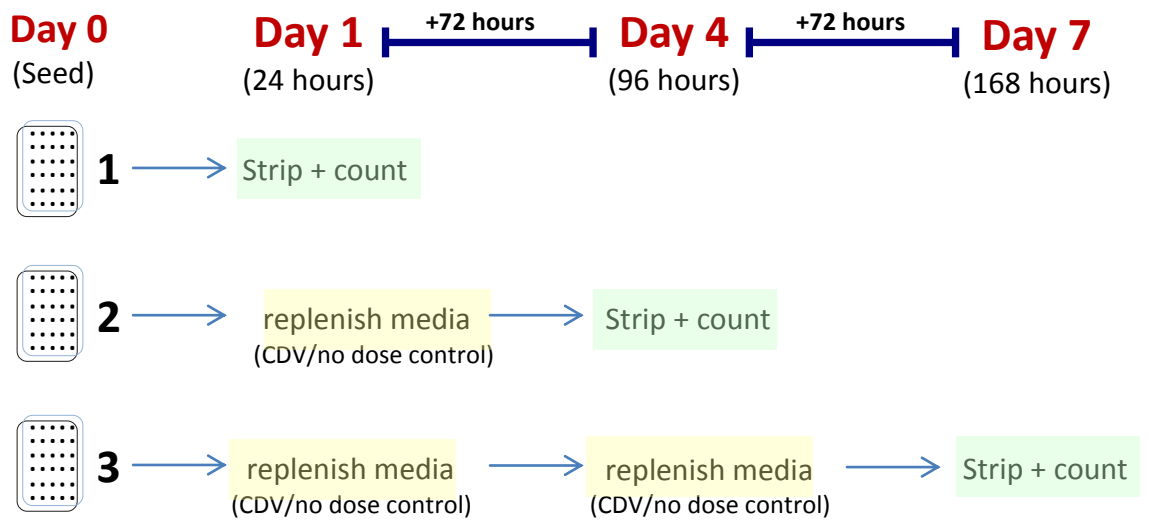 Day 0
(Seed)
Day 1
(24 hours)
+72 hours
Day 4
(96 hours)
+72 hours
Day 7
(168 hours)
1
Strip + count
2
replenish media
(CDV/no dose control)
Strip + count
3
replenish media
(CDV/no dose control)
replenish media
(CDV/no dose control)
Strip + count